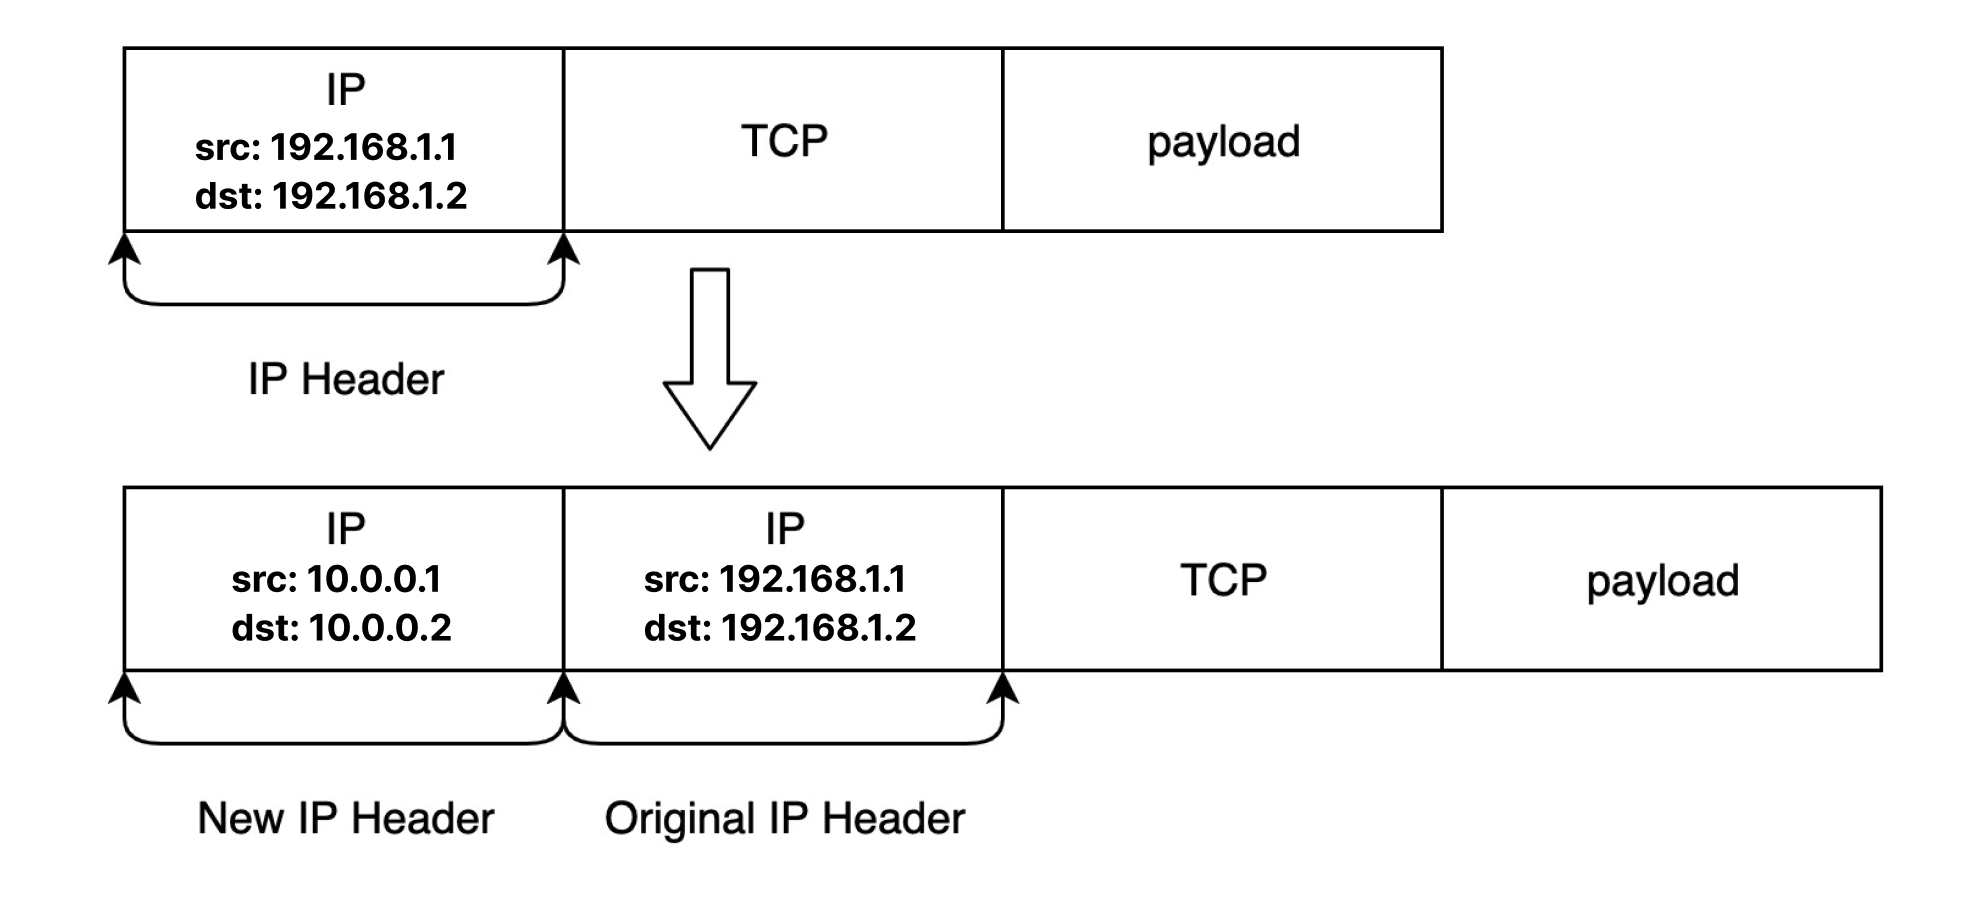 IP
src: 192.168.1.1
dst: 192.168.1.2
TCP
payload
IP Header
IP
src: 10.0.0.1
dst: 10.0.0.2
IP
src: 192.168.1.1
dst: 192.168.1.2
TCP
payload
New IP Header
Original IP Header